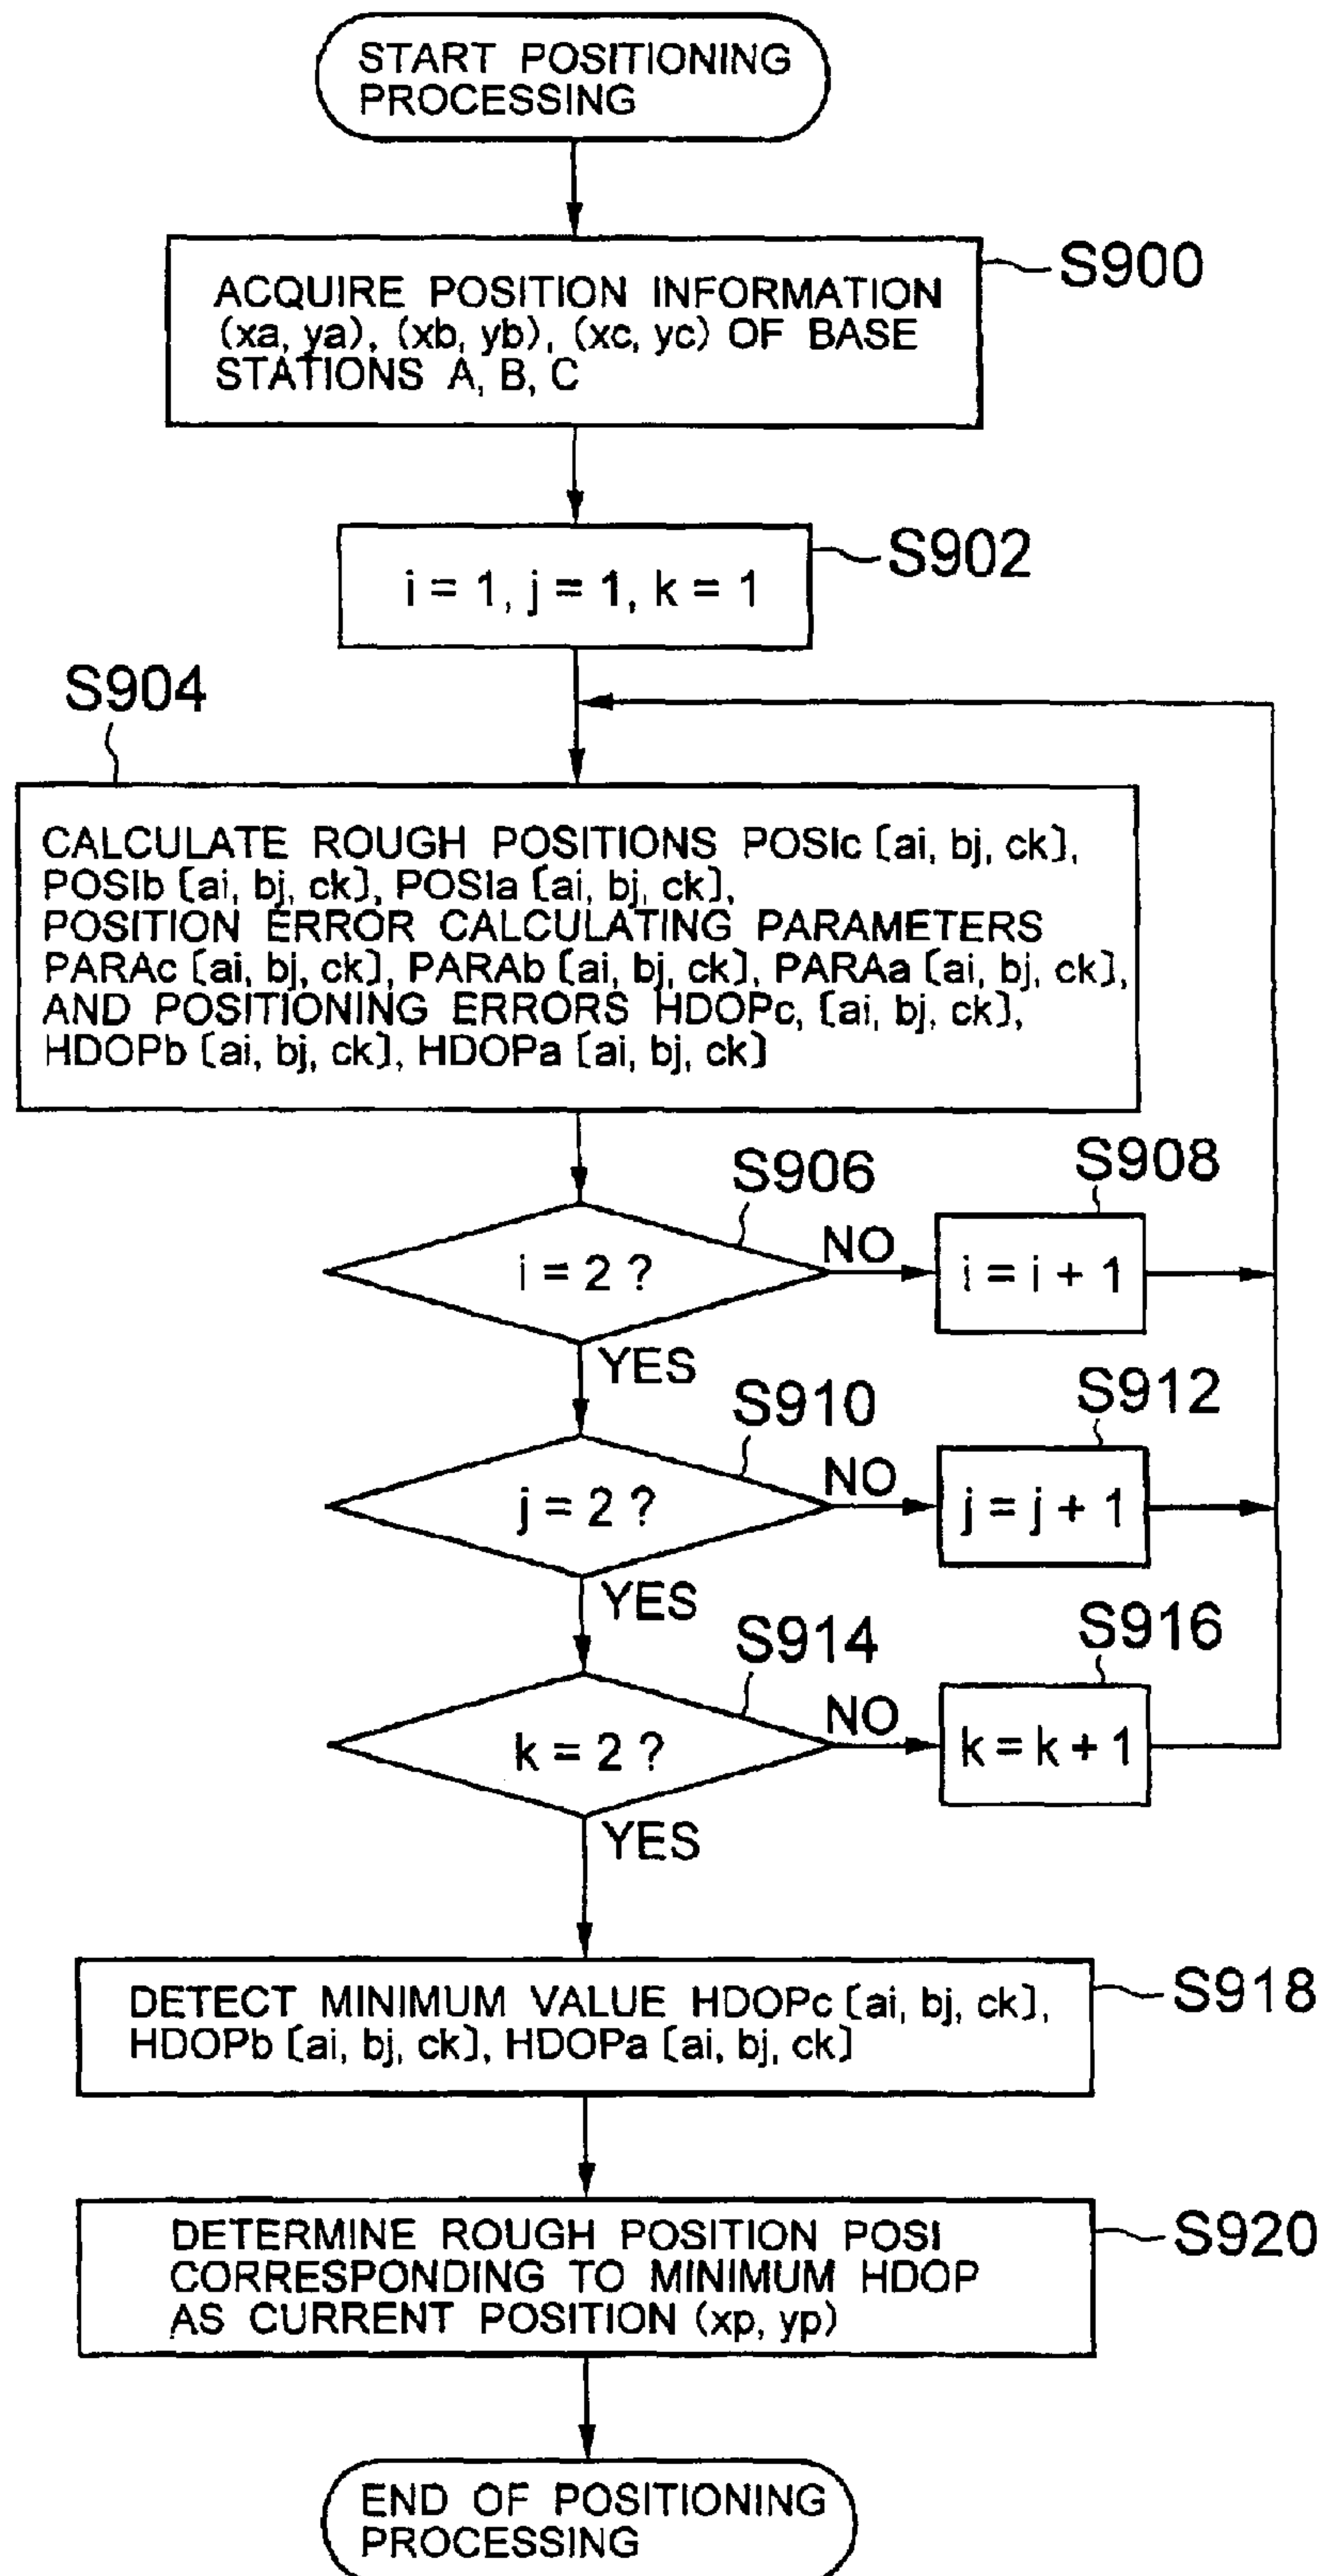 START POSITIONING
PROCESSING
S900
ACQUIRE POSITION INFORMATION
(xa, ya), (xb, yb), (xc, yc) OF BASE
STATIONS A, B, C
S902
i = 1, j = 1, k = 1
S904
CALCULATE ROUGH POSITIONS POSIc [ai, bj, ck],
POSIb [ai, bj, ck], POSIa [ai, bj, ck],
POSITION ERROR CALCULATING PARAMETERS
PARAc [ai, bj, ck], PARAb [ai, bj, ck], PARAa [ai, bj, ck],
AND POSITIONING ERRORS HDOPc, [ai, bj, ck],
HDOPb [ai, bj, ck], HDOPa [ai, bj, ck]
S906
S908
i = 2 ?
NO
i = i + 1
YES
S910
S912
j = 2 ?
NO
j = j + 1
YES
S914
S916
k = 2 ?
NO
k = k + 1
YES
S918
DETECT MINIMUM VALUE HDOPc [ai, bj, ck],
HDOPb [ai, bj, ck], HDOPa [ai, bj, ck]
S920
DETERMINE ROUGH POSITION POSI
CORRESPONDING TO MINIMUM HDOP
AS CURRENT POSITION (xp, yp)
END OF POSITIONING
PROCESSING